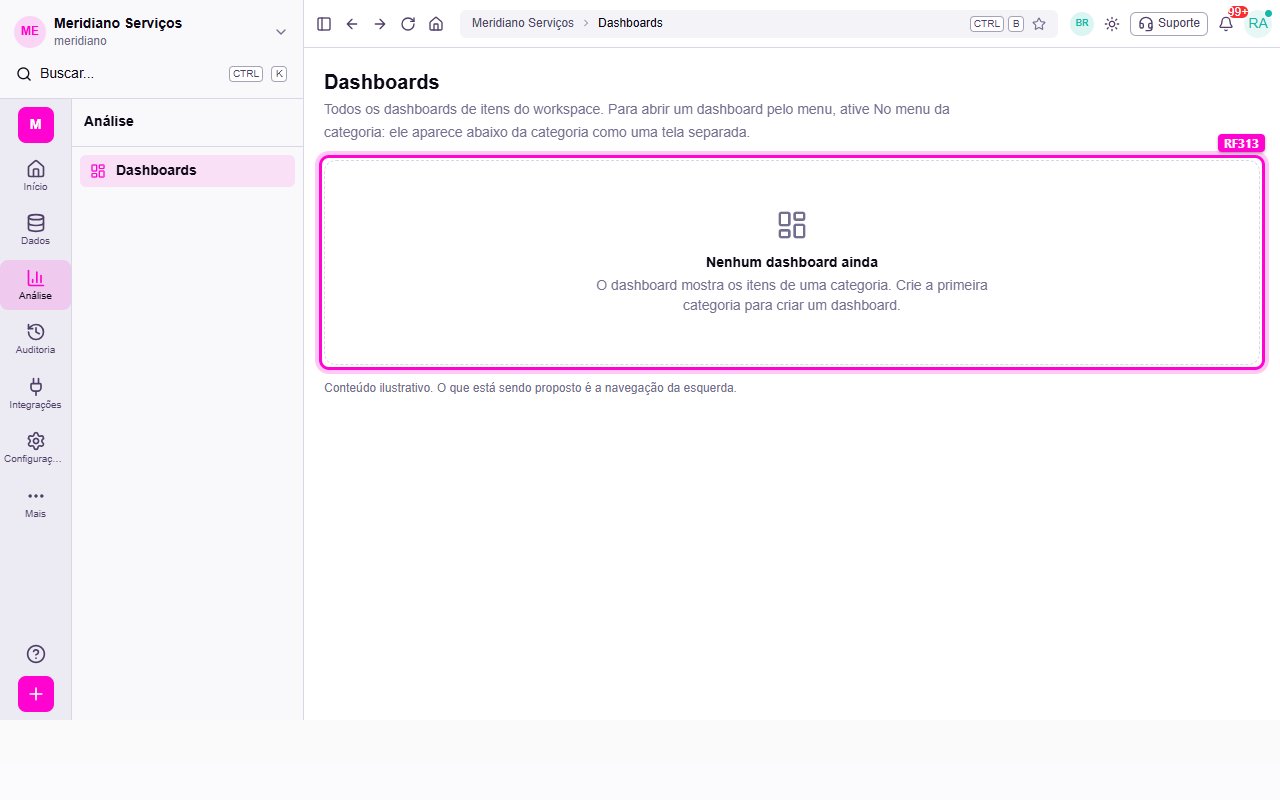 ME
Meridiano Serviços
meridiano
Buscar...
CTRL
K
Meridiano Serviços
Dashboards
CTRL
B
BR
Suporte
99+
RA
M
Início
Dados
Análise
Auditoria
Integrações
Configuraç...
Mais
Análise
Dashboards
Dashboards
Todos os dashboards de itens do workspace. Para abrir um dashboard pelo menu, ative No menu da
categoria: ele aparece abaixo da categoria como uma tela separada.
RF313
Nenhum dashboard ainda
O dashboard mostra os itens de uma categoria. Crie a primeira
categoria para criar um dashboard.
Conteúdo ilustrativo. O que está sendo proposto é a navegação da esquerda.